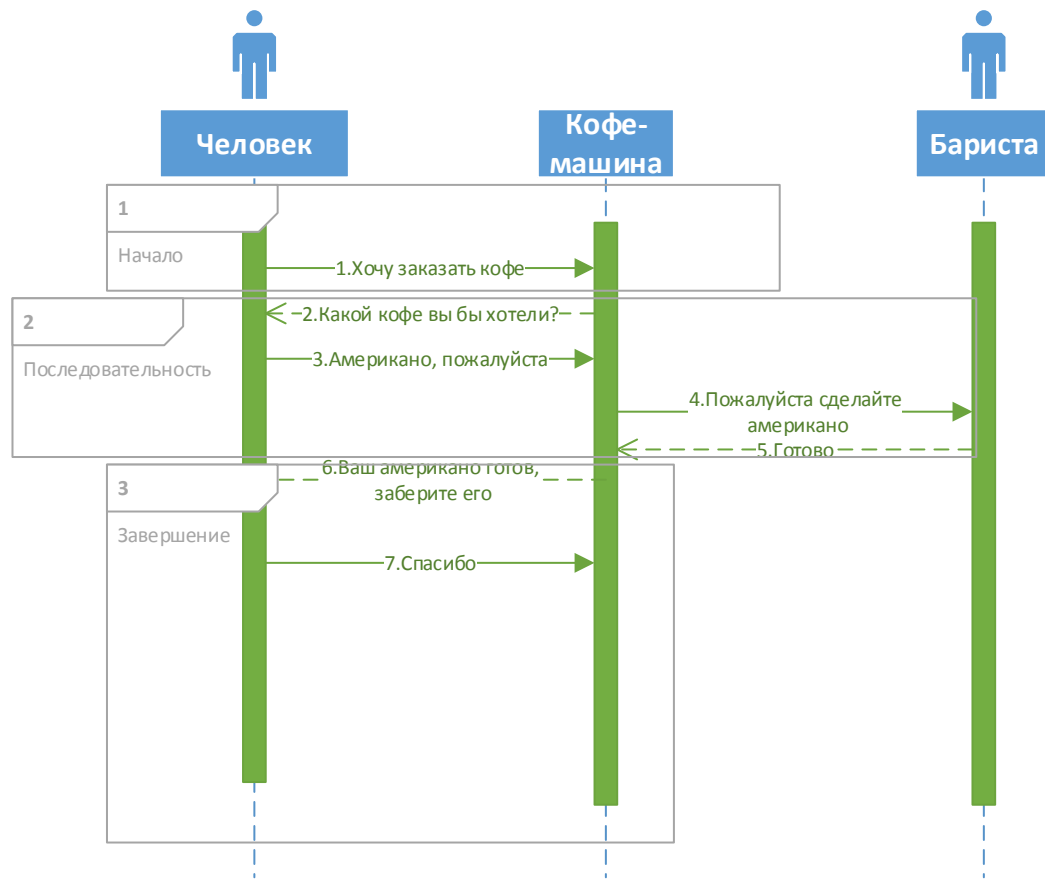 Человек
Кофе-
машина
Бариста
1
Начало
1.Хочу заказать кофе
2
2.Какой кофе вы бы хотели?
Последовательность
3.Американо, пожалуйста
4.Пожалуйста сделайте
американо
5.Готово
6.Ваш американо готов,
заберите его
3
Завершение
7.Спасибо